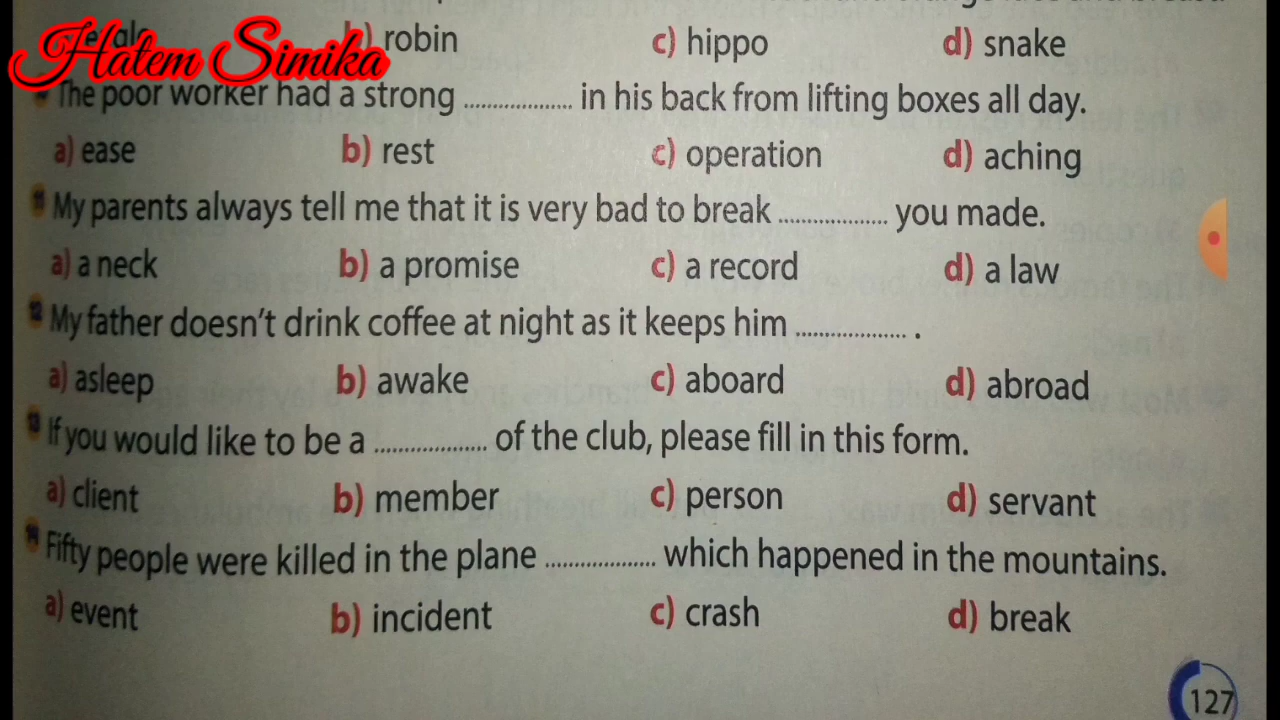 b) robin c) hippo d) snake
Hatem Simika
The poor worker had a strong ................... in his back from lifting boxes all day.
a) ease b) rest c) operation d) aching
11 My parents always tell me that it is very bad to break ................... you made.
a) a neck b) a promise c) a record d) a law
12 My father doesn't drink coffee at night as it keeps him ................... .
a) asleep b) awake c) aboard d) abroad
13 If you would like to be a ................... of the club, please fill in this form.
a) client b) member c) person d) servant
14 Fifty people were killed in the plane ................... which happened in the mountains.
a) event b) incident c) crash d) break
127